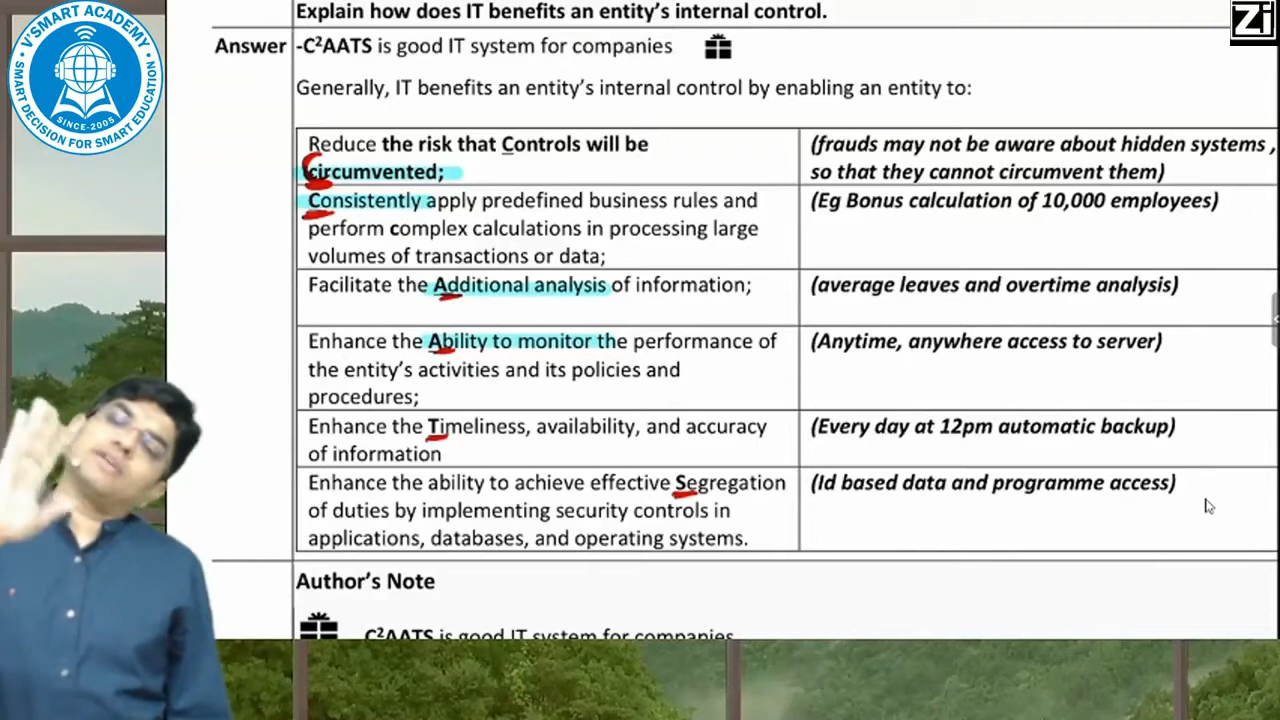 Explain how does IT benefits an entity's internal control.
Zi
V'SMART ACADEMY
SINCE-2005
SMART DECISION FOR SMART EDUCATION
Answer -C²AATS is good IT system for companies
Generally, IT benefits an entity's internal control by enabling an entity to:
Reduce the risk that Controls will be
circumvented;
(frauds may not be aware about hidden systems ,
so that they cannot circumvent them)
Consistently apply predefined business rules and
perform complex calculations in processing large
volumes of transactions or data;
(Eg Bonus calculation of 10,000 employees)
Facilitate the Additional analysis of information;
(average leaves and overtime analysis)
Enhance the Ability to monitor the performance of
the entity's activities and its policies and
procedures;
(Anytime, anywhere access to server)
Enhance the Timeliness, availability, and accuracy
of information
(Every day at 12pm automatic backup)
Enhance the ability to achieve effective Segregation
of duties by implementing security controls in
applications, databases, and operating systems.
(Id based data and programme access)
Author's Note
C²AATS is good IT system for companies